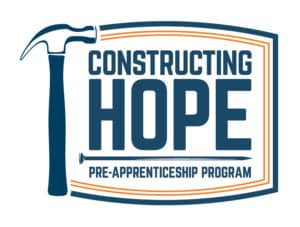 CONSTRUCTING
HOPE
PRE-APPRENTICESHIP PROGRAM